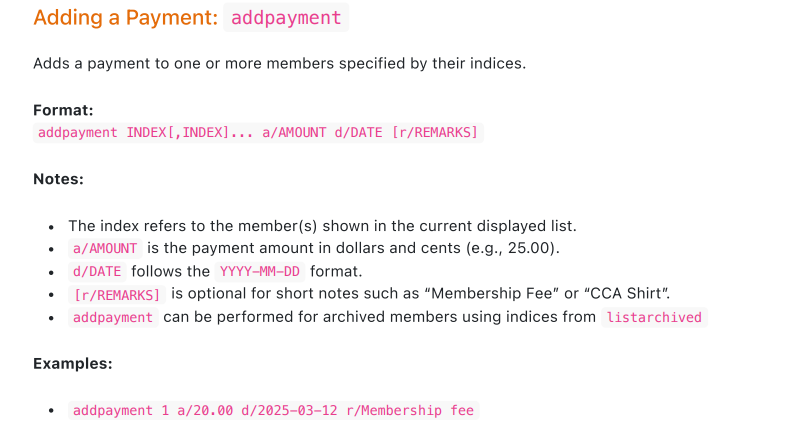 Adding a Payment: addpayment
Adds a payment to one or more members specified by their indices.
Format:
addpayment INDEX[,INDEX]... a/AMOUNT d/DATE [r/REMARKS]
Notes:
• The index refers to the member(s) shown in the current displayed list.
• a/AMOUNT is the payment amount in dollars and cents (e.g., 25.00).
• d/DATE follows the YYYY-MM-DD format.
• [r/REMARKS] is optional for short notes such as “Membership Fee” or “CCA Shirt”.
• addpayment can be performed for archived members using indices from listarchived
Examples:
• addpayment 1 a/20.00 d/2025-03-12 r/Membership fee